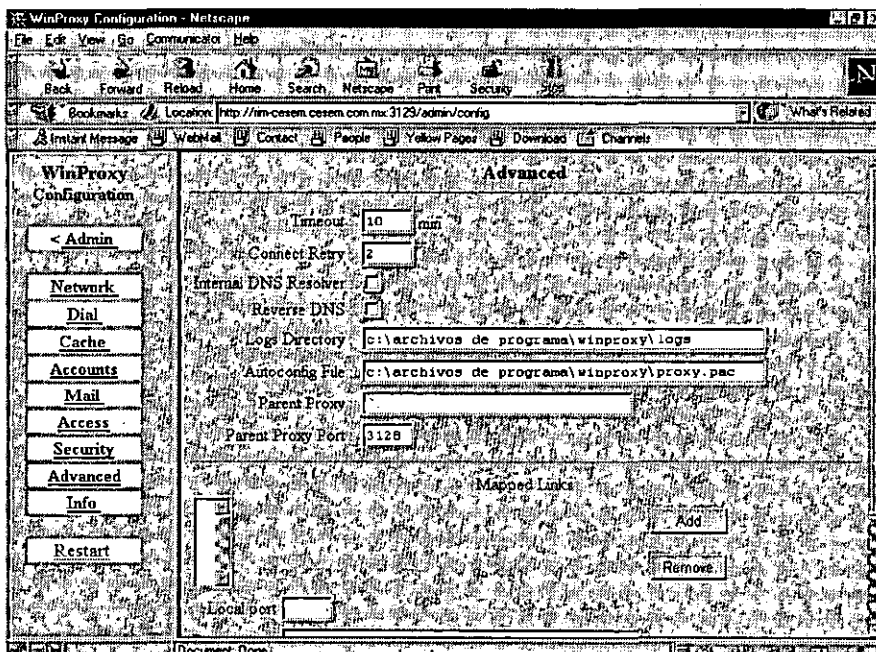 WinProxy Configuration - Netscape
File Edit View Go Communicator Help
Back Forward Reload Home Search Netscape Print Security Stop
Bookmarks Location: http://rim-cesem.cesem.com.mx:3129/admin/config What's Related
Instant Message WebMail Contact People Yellow Pages Download Channels
WinProxy
Configuration
< Admin
Network
Dial
Cache
Accounts
Mail
Access
Security
Advanced
Info
Restart
Advanced
Timeout 10 min
Connect Retry 2
Internal DNS Resolver
Reverse DNS
Logs Directory c:\archivos de programa\winproxy\logs
Autoconfig File c:\archivos de programa\winproxy\proxy.pac
Parent Proxy
Parent Proxy Port 3128
Mapped Links
Add
Remove
Local port
Document: Done